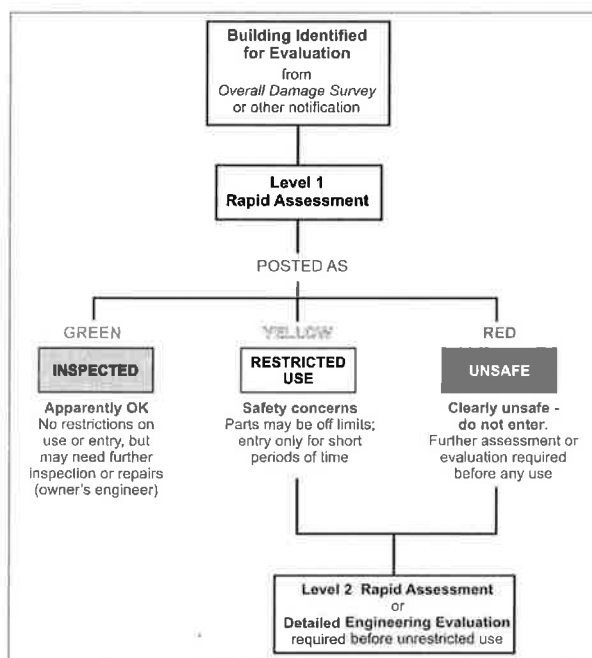 Building Identified
for Evaluation
from
Overall Damage Survey
or other notification
Level 1
Rapid Assessment
POSTED AS
GREEN
INSPECTED
Apparently OK
No restrictions on
use or entry, but
may need further
inspection or repairs
(owner's engineer)
YELLOW
RESTRICTED
USE
Safety concerns
Parts may be off limits;
entry only for short
periods of time
RED
UNSAFE
Clearly unsafe -
do not enter.
Further assessment or
evaluation required
before any use
Level 2 Rapid Assessment
or
Detailed Engineering Evaluation
required before unrestricted use